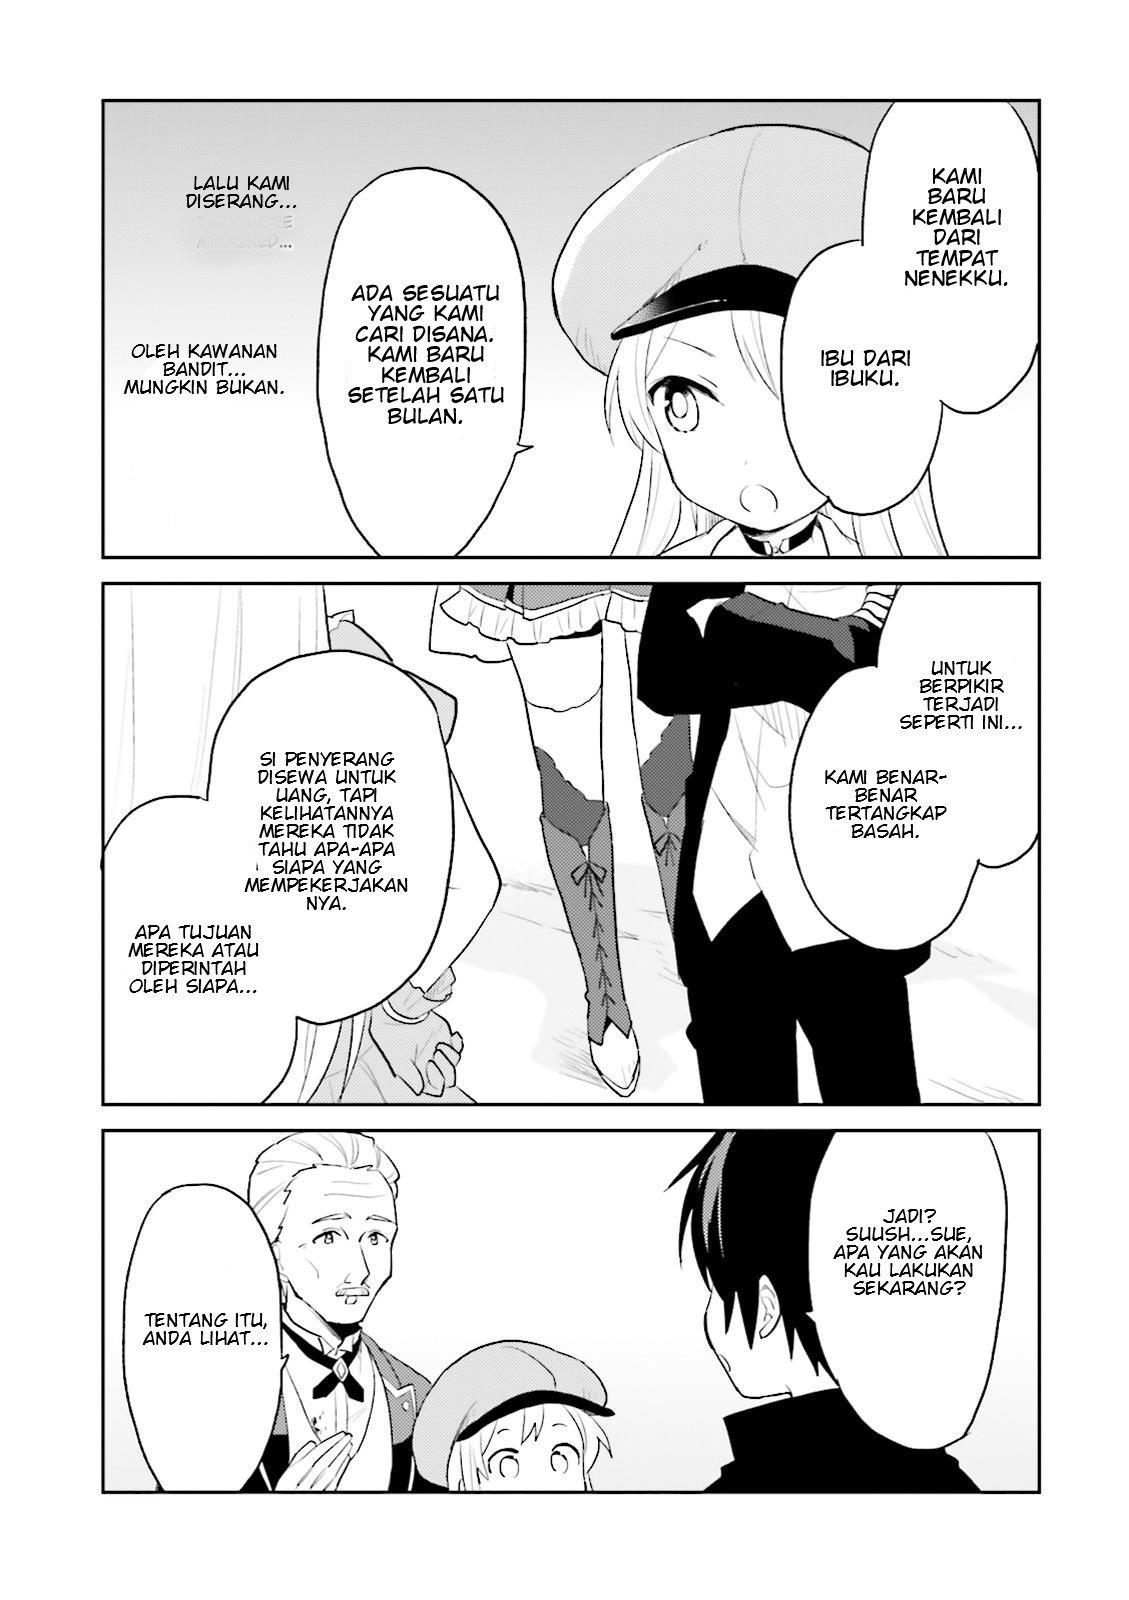 KAMI
BARU
KEMBALI
DARI
TEMPAT
NENEKKU.
IBU DARI
IBUKU.
ADA SESUATU
YANG KAMI
CARI DISANA.
KAMI BARU
KEMBALI
SETELAH SATU
BULAN.
LALU KAMI
DISERANG...
THEY WERE
ATTACKED...
OLEH KAWANAN
BANDIT...
MUNGKIN BUKAN.
UNTUK
BERPIKIR
TERJADI
SEPERTI INI...
KAMI BENAR-
BENAR
TERTANGKAP
BASAH.
SI PENYERANG
DISEWA UNTUK
UANG, TAPI
KELIHATANNYA
MEREKA TIDAK
TAHU APA-APA
SIAPA YANG
MEMPEKERJAKAN
NYA.
APA TUJUAN
MEREKA ATAU
DIPERINTAH
OLEH SIAPA...
JADI?
SUUSH...SUE,
APA YANG AKAN
KAU LAKUKAN
SEKARANG?
TENTANG ITU,
ANDA LIHAT...